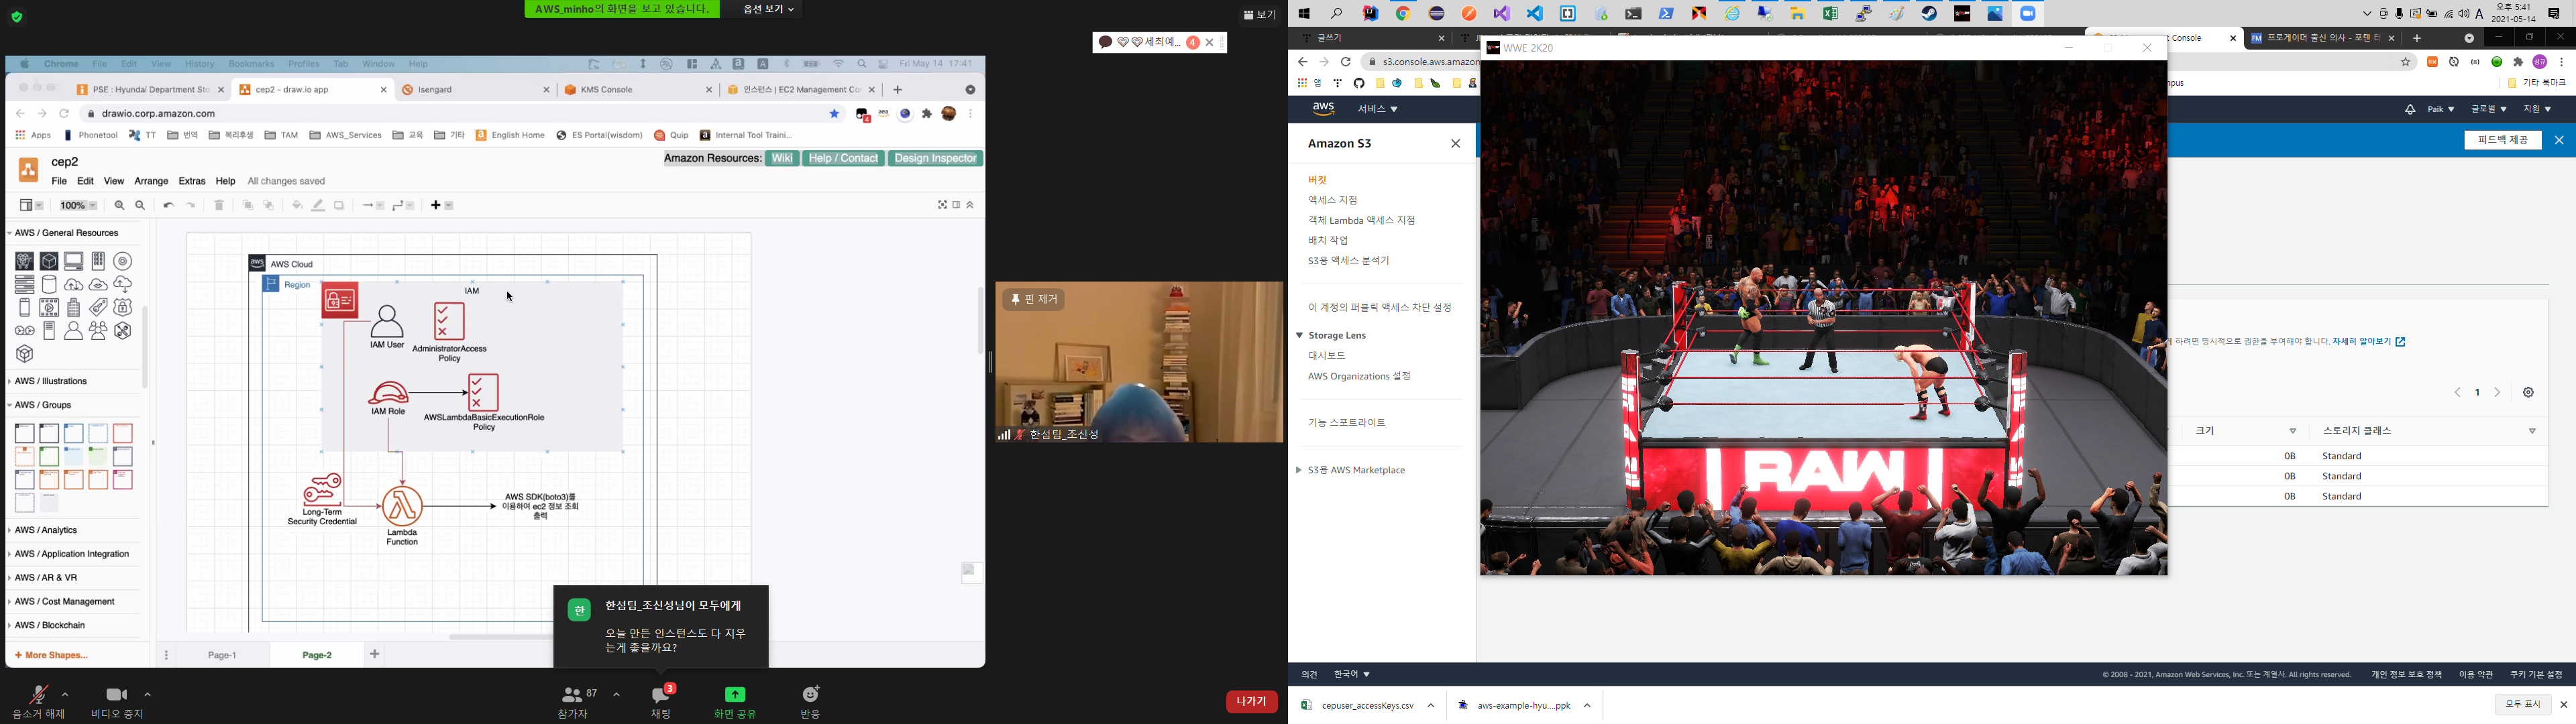 AWS_minho의 화면을 보고 있습니다.
옵션 보기
보기
세최예...
4
Chrome File Edit View History Bookmarks Profiles Tab Window Help
Fri May 14 17:41
PSE : Hyundai Department Sto
cep2 - draw.io app
Isengard
KMS Console
인스턴스 | EC2 Management Co
drawio.corp.amazon.com
Apps
Phonetool
TT
번역
복리후생
TAM
AWS_Services
교육
기타
English Home
ES Portal(wisdom)
Quip
Internal Tool Traini...
cep2
Amazon Resources: Wiki Help / Contact Design Inspector
File Edit View Arrange Extras Help All changes saved
100%
AWS / General Resources
AWS / Illustrations
AWS / Groups
AWS / Analytics
AWS / Application Integration
AWS / AR & VR
AWS / Cost Management
AWS / Blockchain
+ More Shapes...
aws
AWS Cloud
Region
IAM
IAM User
AdministratorAccess
Policy
IAM Role
AWSLambdaBasicExecutionRole
Policy
Long-Term
Security Credential
Lambda
Function
AWS SDK(boto3)를
이용하여 ec2 정보 조회
출력
Page-1
Page-2
한
한섬팀_조신성님이 모두에게
오늘 만든 인스턴스도 다 지우
는게 좋을까요?
핀 제거
한섬팀_조신성
음소거 해제
비디오 중지
87
참가자
3
채팅
화면 공유
반응
나가기
오후 5:41
2021-05-14
글쓰기
t Console
프로게이머 출신 의사 - 포텐 터
s3.console.aws.amazon
앱
mpus
기타 북마크
aws
서비스
Paik
글로벌
지원
피드백 제공
Amazon S3
버킷
액세스 지점
객체 Lambda 액세스 지점
배치 작업
S3용 액세스 분석기
이 계정의 퍼블릭 액세스 차단 설정
Storage Lens
대시보드
AWS Organizations 설정
기능 스포트라이트
S3용 AWS Marketplace
WWE 2K20
RAW
하려면 명시적으로 권한을 부여해야 합니다. 자세히 알아보기
1
크기
스토리지 클래스
0B Standard
0B Standard
0B Standard
의견
한국어
© 2008 - 2021, Amazon Web Services, Inc. 또는 계열사. All rights reserved.
개인 정보 보호 정책
이용 약관
쿠키 기본 설정
cepuser_accessKeys.csv
aws-example-hyu....ppk
모두 표시